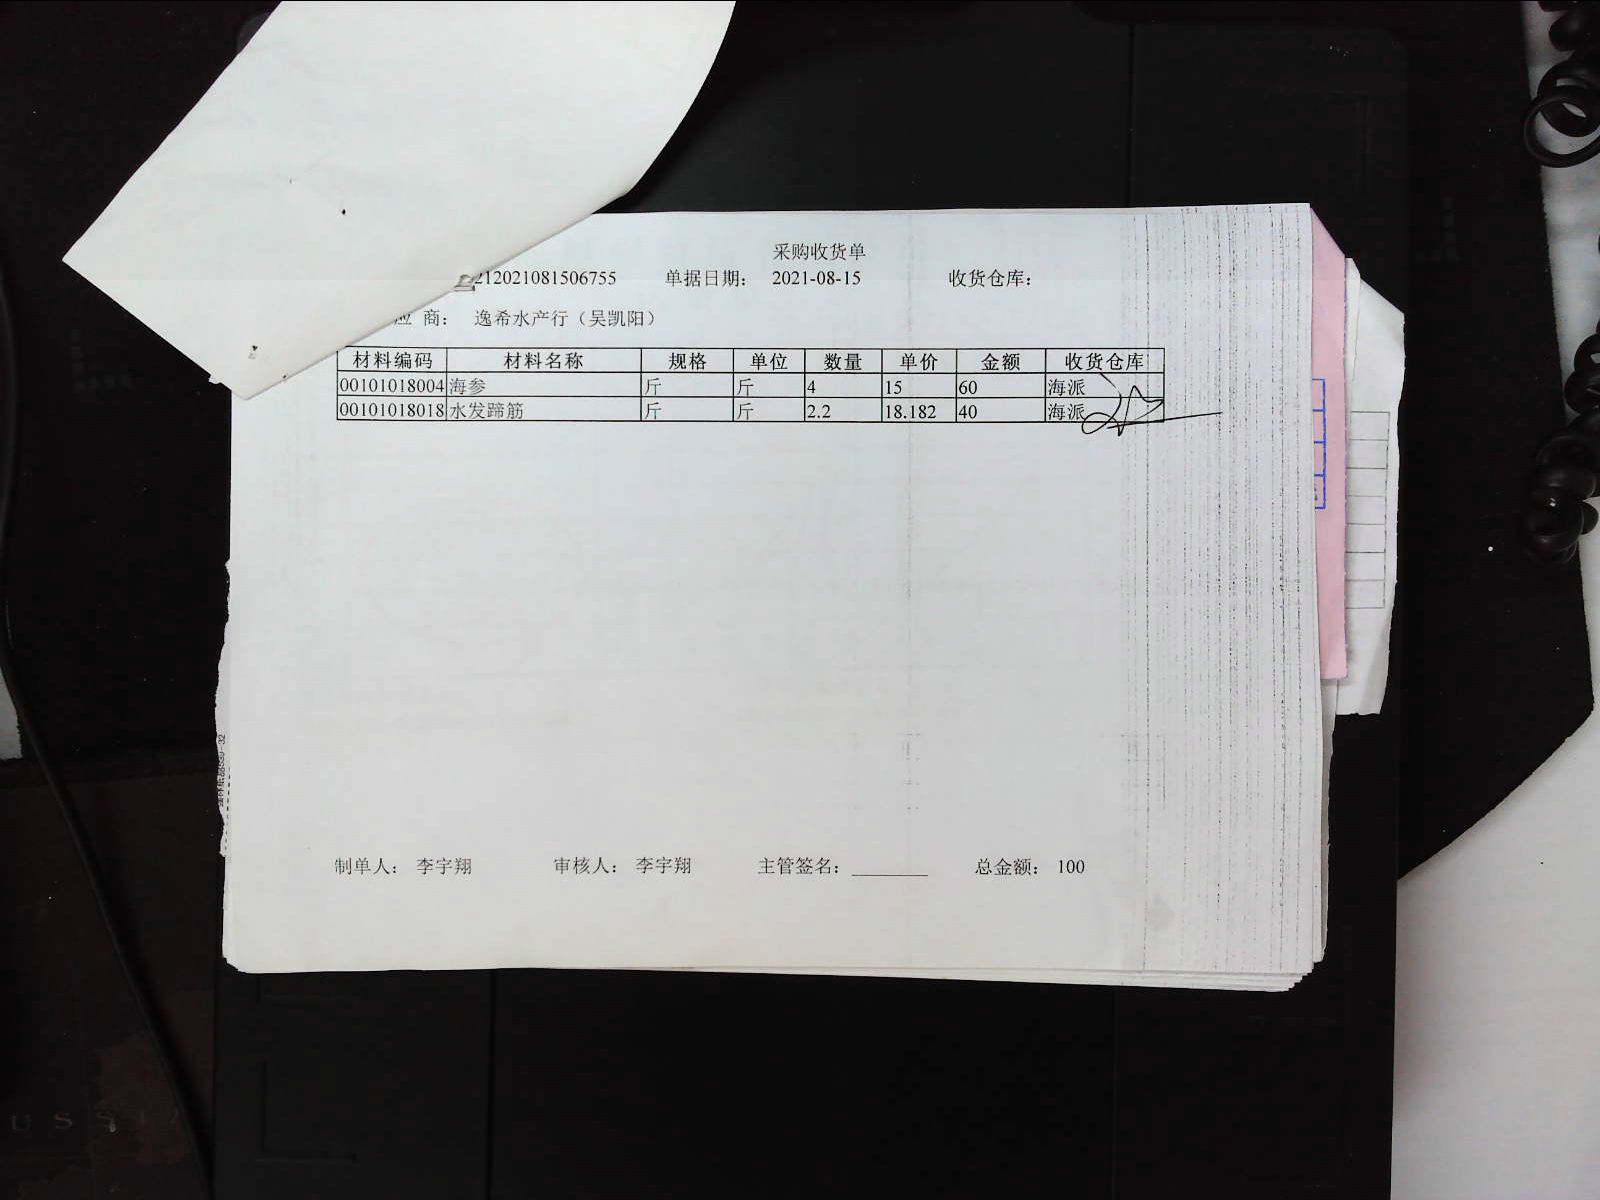 采购收货单
212021081506755 单据日期： 2021-08-15 收货仓库：
应 商： 逸希水产行（吴凯阳）
材料编码 材料名称 规格 单位 数量 单价 金额 收货仓库
00101018004 海参 斤 斤 4 15 60 海派
00101018018 水发蹄筋 斤 斤 2.2 18.182 40 海派
制单人： 李宇翔 审核人： 李宇翔 主管签名：________ 总金额： 100